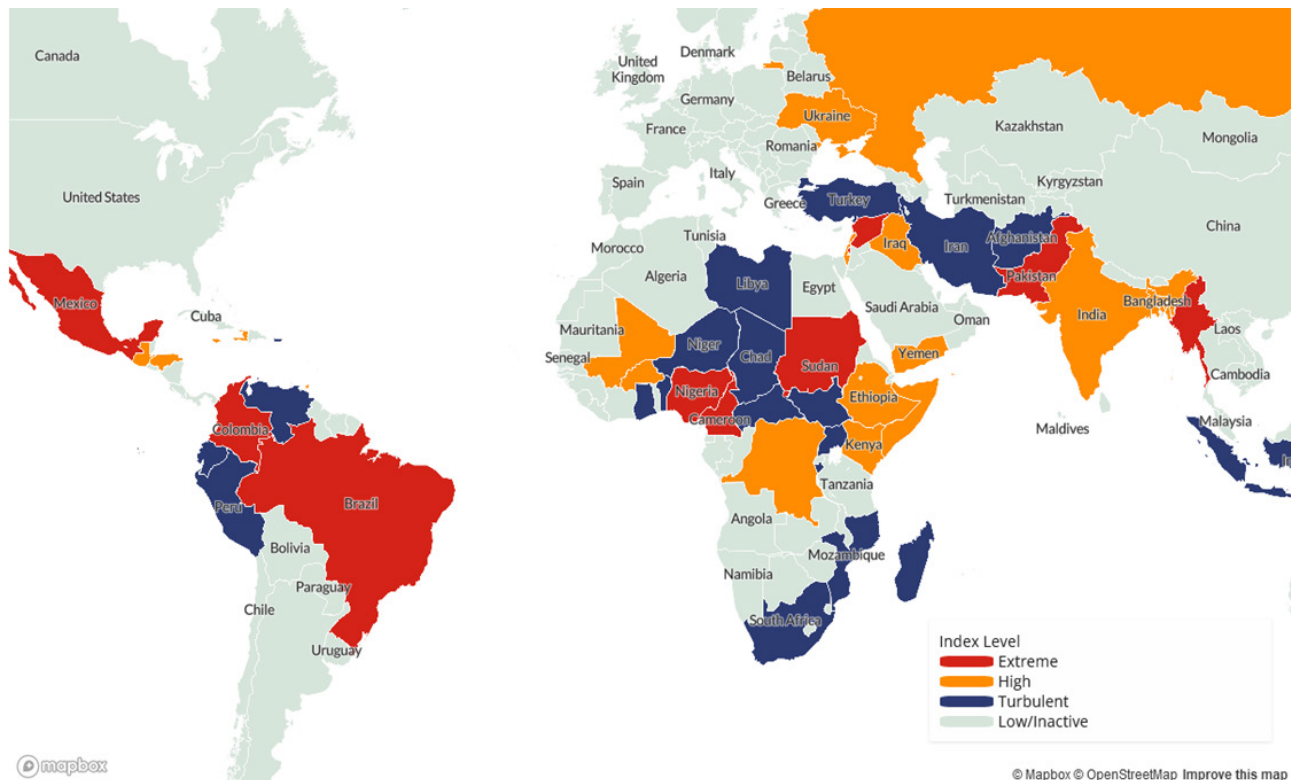 Canada
United
Kingdom
Denmark
Belarus
Germany
Ukraine
Kazakhstan
Mongolia
France
Romania
United States
Spain
Italy
Greece
Turkey
Turkmenistan
Kyrgyzstan
China
Morocco
Tunisia
Iraq
Iran
Afghanistan
Mexico
Cuba
Algeria
Libya
Egypt
Saudi Arabia
Pakistan
Mauritania
Oman
India
Bangladesh
Laos
Senegal
Niger
Chad
Sudan
Yemen
Cambodia
Nigeria
Ethiopia
Colombia
Cameroon
Kenya
Maldives
Malaysia
Peru
Brazil
Tanzania
Bolivia
Angola
Mozambique
Paraguay
Namibia
Chile
South Africa
Uruguay
Index Level
Extreme
High
Turbulent
Low/Inactive
mapbox
© Mapbox © OpenStreetMap Improve this map